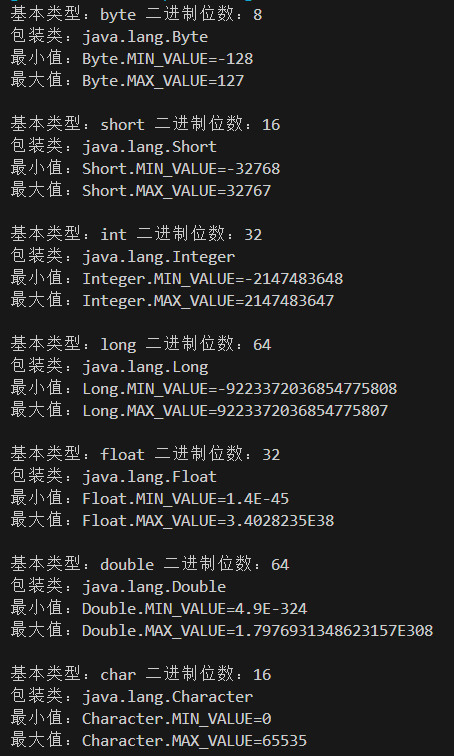 基本类型：byte 二进制位数：8
包装类：java.lang.Byte
最小值：Byte.MIN_VALUE=-128
最大值：Byte.MAX_VALUE=127
基本类型：short 二进制位数：16
包装类：java.lang.Short
最小值：Short.MIN_VALUE=-32768
最大值：Short.MAX_VALUE=32767
基本类型：int 二进制位数：32
包装类：java.lang.Integer
最小值：Integer.MIN_VALUE=-2147483648
最大值：Integer.MAX_VALUE=2147483647
基本类型：long 二进制位数：64
包装类：java.lang.Long
最小值：Long.MIN_VALUE=-9223372036854775808
最大值：Long.MAX_VALUE=9223372036854775807
基本类型：float 二进制位数：32
包装类：java.lang.Float
最小值：Float.MIN_VALUE=1.4E-45
最大值：Float.MAX_VALUE=3.4028235E38
基本类型：double 二进制位数：64
包装类：java.lang.Double
最小值：Double.MIN_VALUE=4.9E-324
最大值：Double.MAX_VALUE=1.7976931348623157E308
基本类型：char 二进制位数：16
包装类：java.lang.Character
最小值：Character.MIN_VALUE=0
最大值：Character.MAX_VALUE=65535